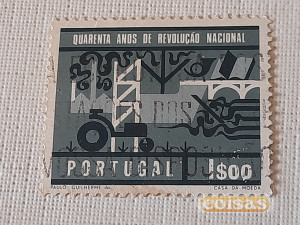 QUARENTA ANOS DE REVOLUÇÃO NACIONAL
PORTUGAL 1$00
PAULO GUILHERME CASA DA MOEDA
coisas